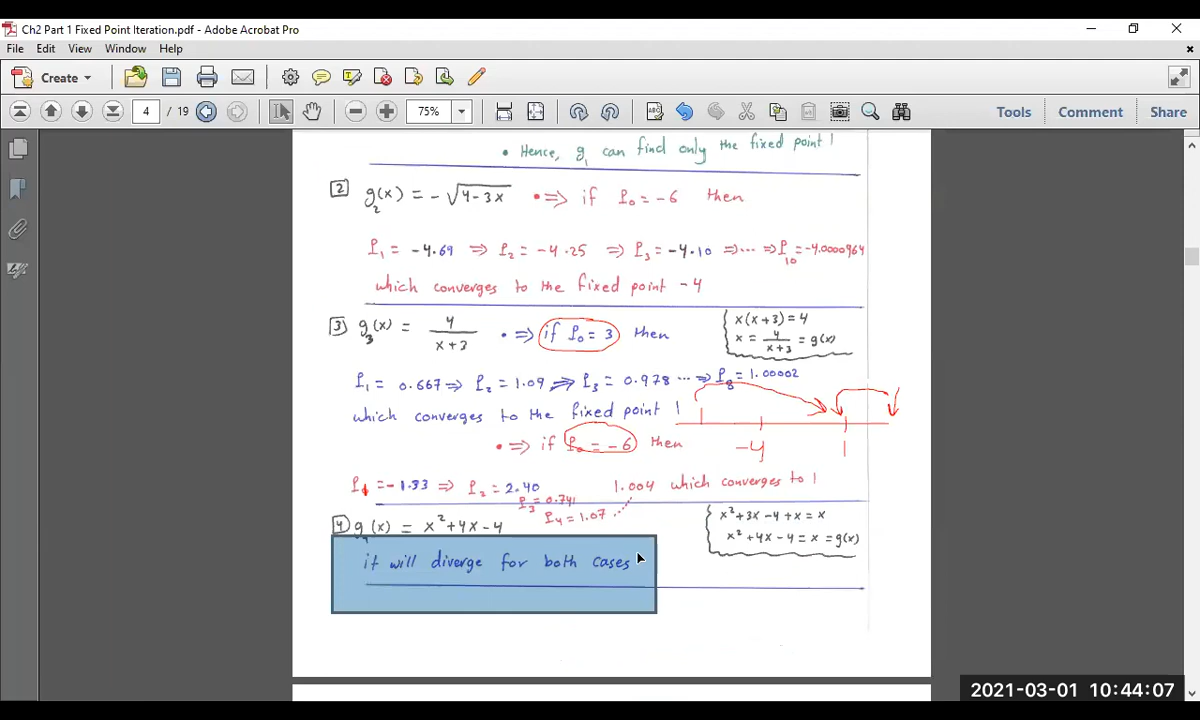 Ch2 Part 1 Fixed Point Iteration.pdf - Adobe Acrobat Pro
File Edit View Window Help
Create
4 / 19 75% Tools Comment Share
• Hence, g₁ can find only the fixed point 1
2 g₂(x) = -√(4-3x) •⇒ if P₀ = -6 then
P₁ = -4.69 ⇒ P₂ = -4.25 ⇒ P₃ = -4.10 ⇒ ... ⇒ P₁₀ = -4.0000964
which converges to the fixed point -4
3 g₃(x) = 4/(x+3) •⇒ if P₀ = 3 then
x(x+3) = 4
x = 4/(x+3) = g(x)
P₁ = 0.667 ⇒ P₂ = 1.09 ⇒ P₃ = 0.978 ... ⇒ P₈ = 1.00002
which converges to the fixed point 1
-4 1
•⇒ if P₀ = -6 then
P₁ = -1.33 ⇒ P₂ = 2.40 1.004 which converges to 1
P₃ = 0.741
P₄ = 1.07 ...
4 g₄(x) = x²+4x-4
x²+3x-4+x = x
x²+4x-4 = x = g(x)
it will diverge for both cases
2021-03-01 10:44:07